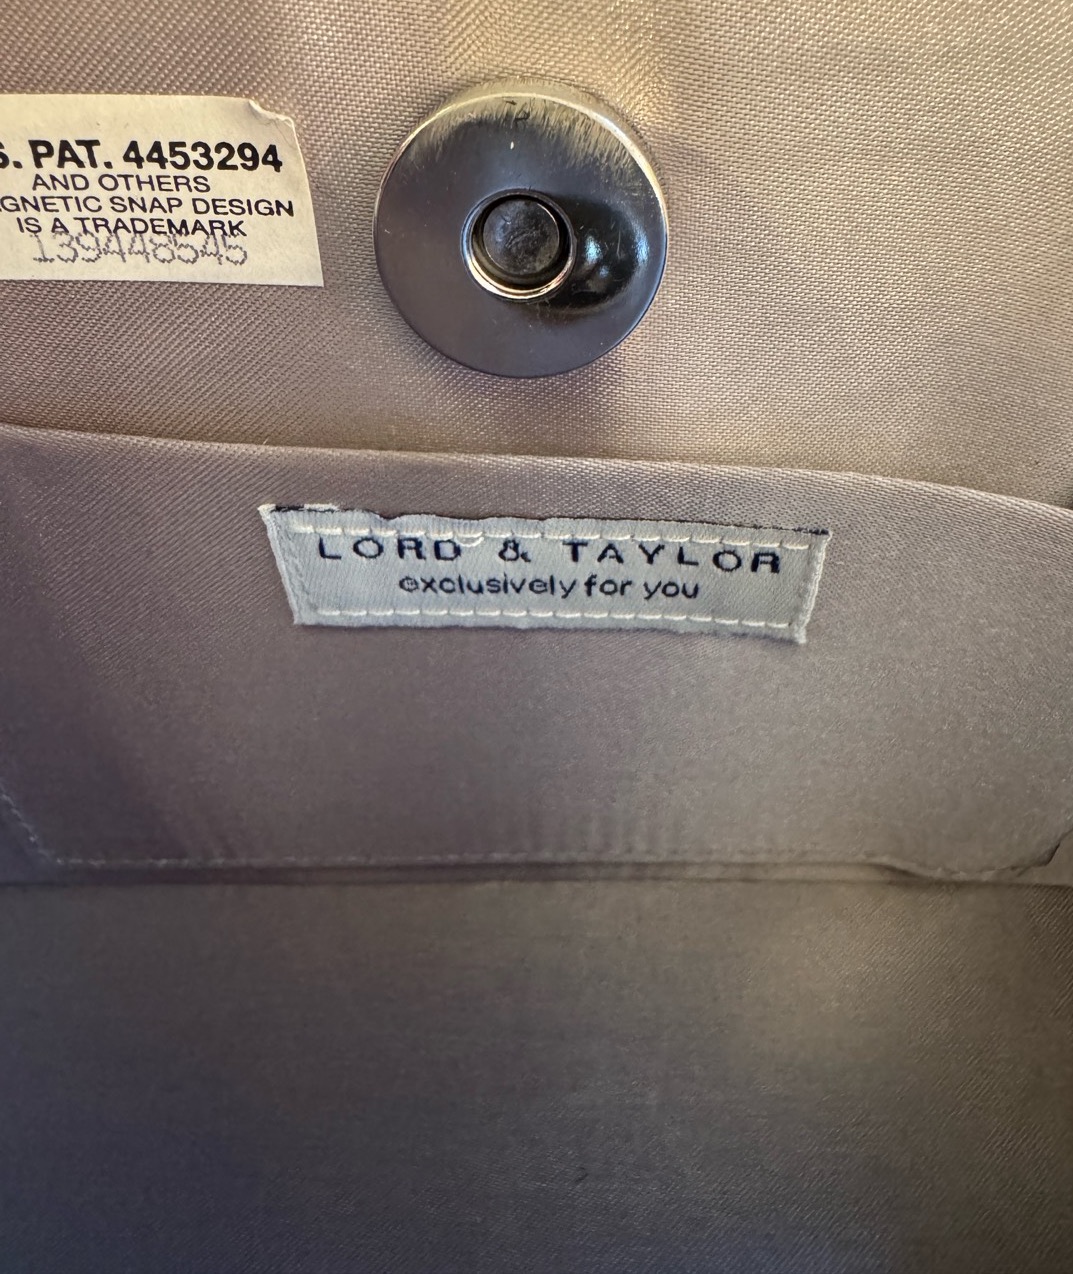 S. PAT. 4453294
AND OTHERS
GNETIC SNAP DESIGN
IS A TRADEMARK
139448545
LORD & TAYLOR
exclusively for you